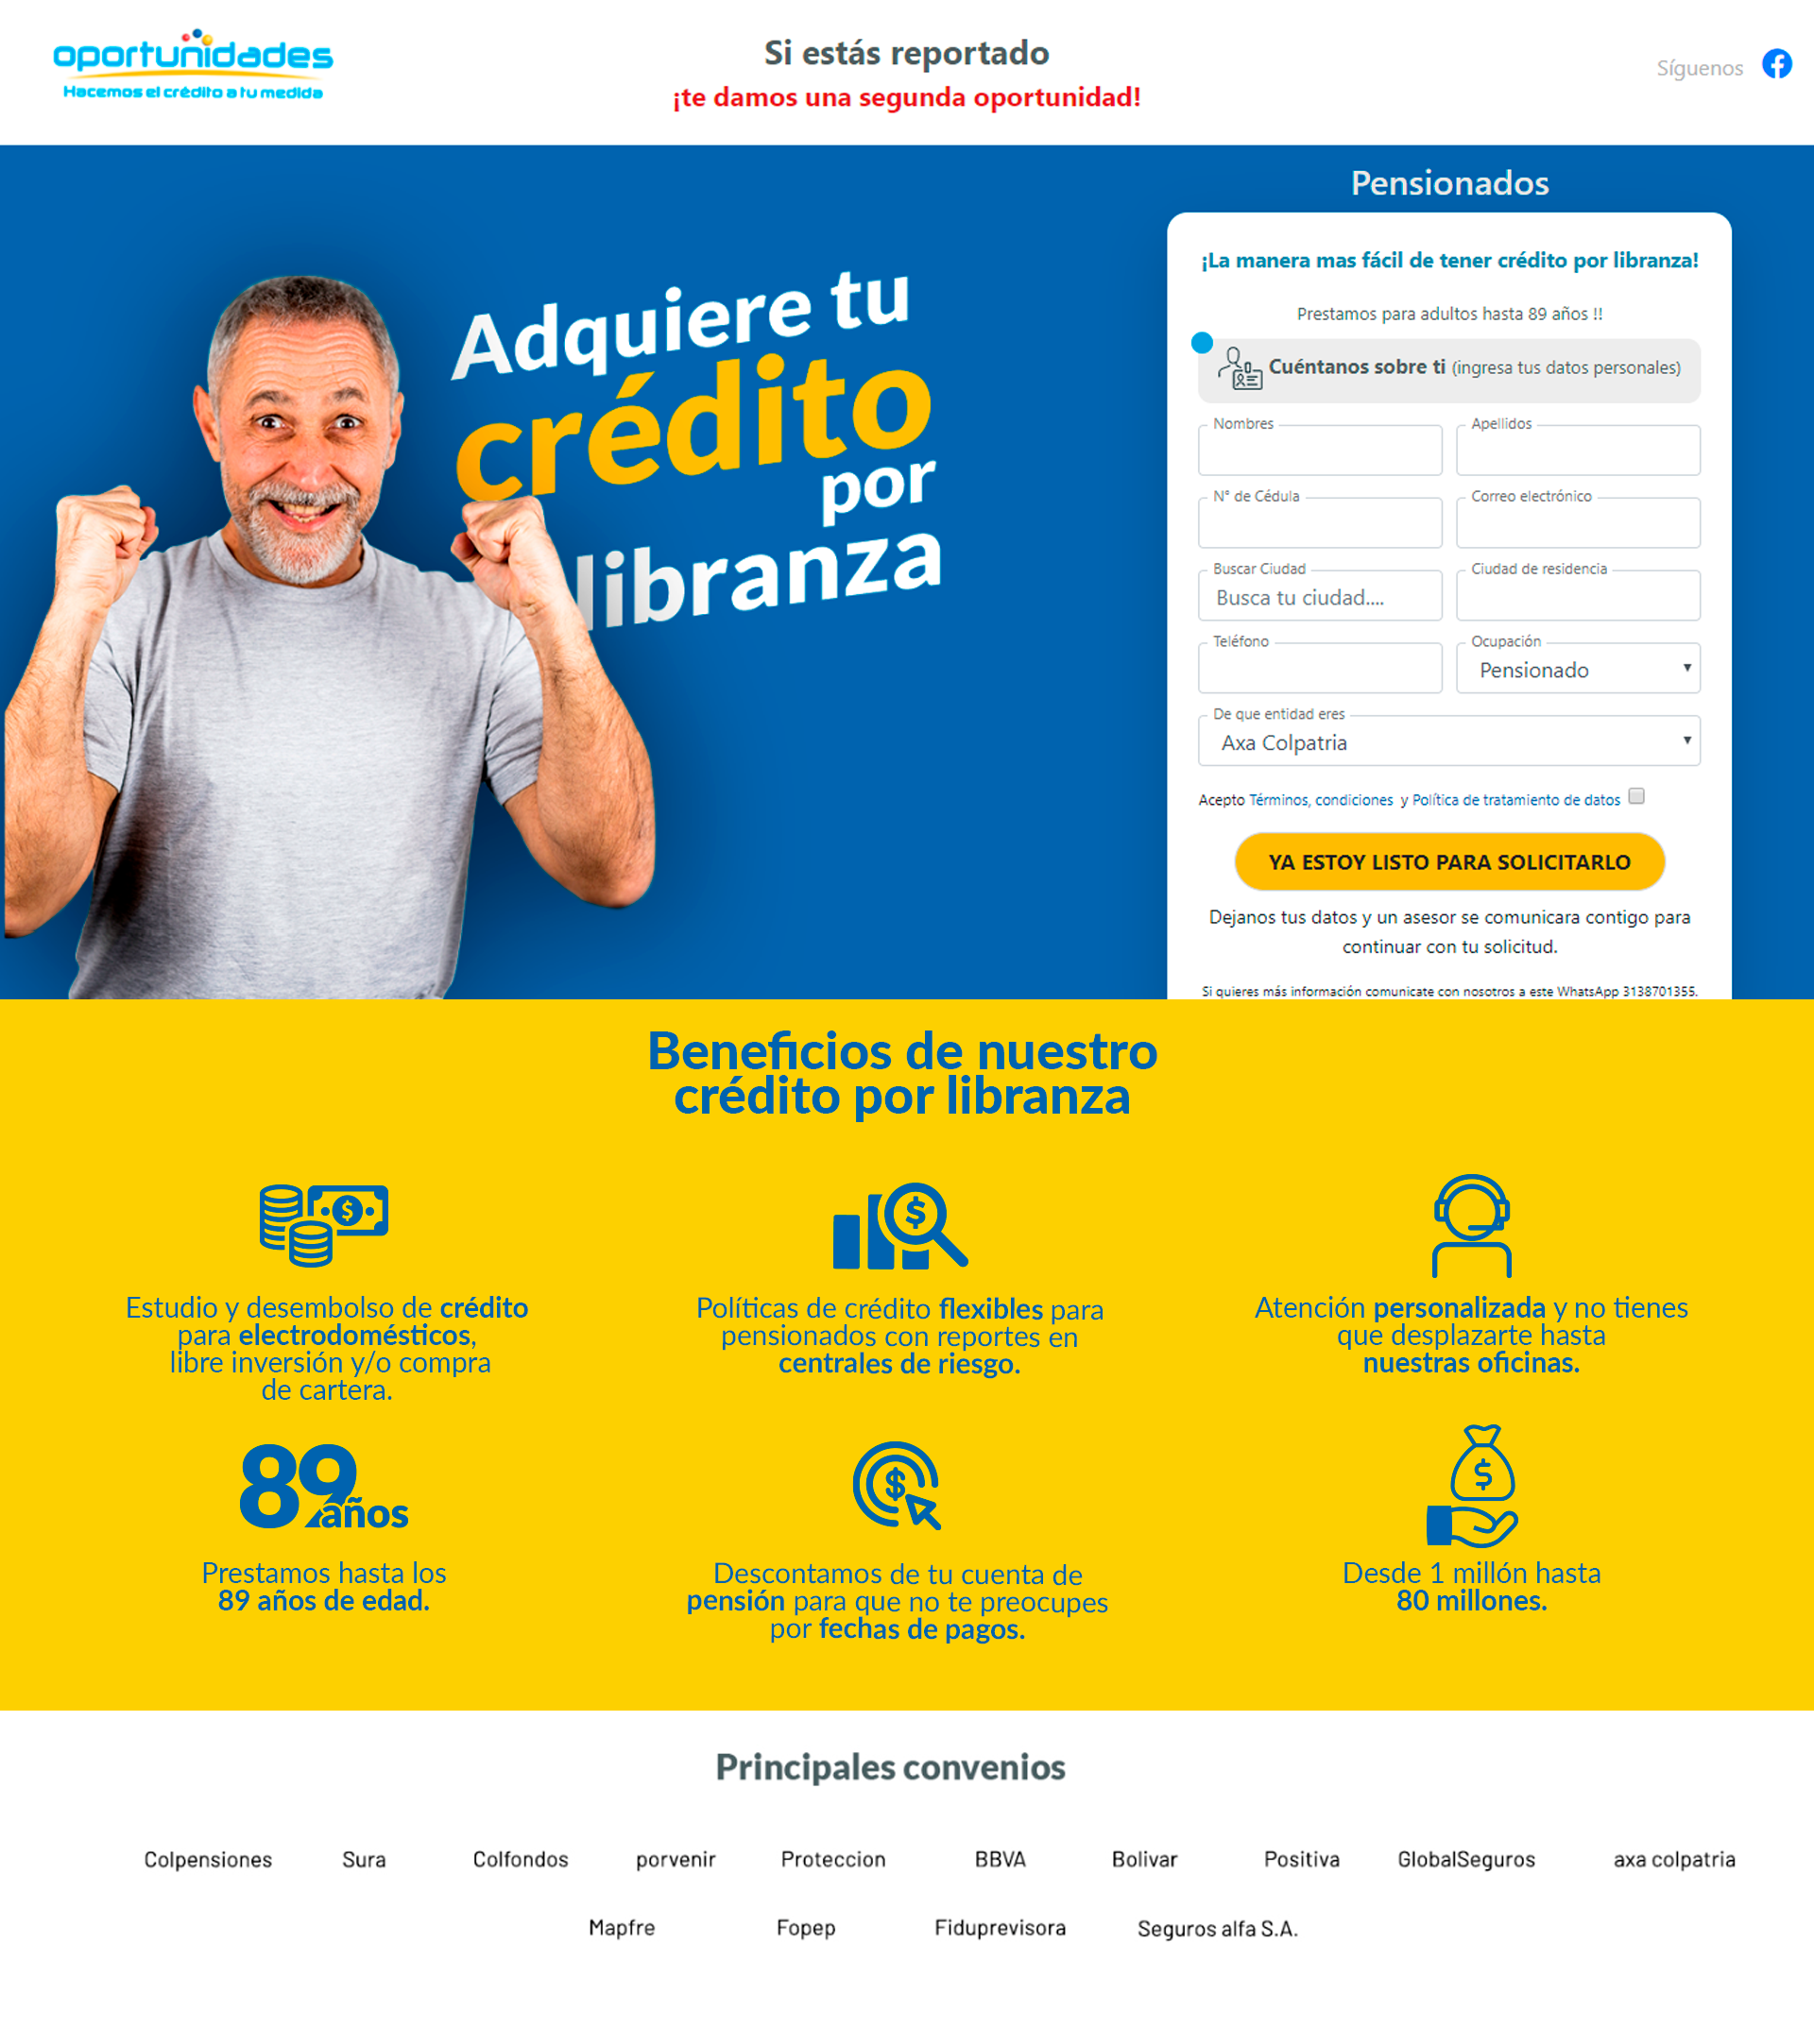 oportunidades
Hacemos el crédito a tu medida
Si estás reportado
¡te damos una segunda oportunidad!
Síguenos
Adquiere tu
crédito
por
libranza
Pensionados
¡La manera mas fácil de tener crédito por libranza!
Prestamos para adultos hasta 89 años !!
Cuéntanos sobre ti (ingresa tus datos personales)
Nombres
Apellidos
N° de Cédula
Correo electrónico
Buscar Ciudad
Busca tu ciudad....
Ciudad de residencia
Teléfono
Ocupación
Pensionado
De que entidad eres
Axa Colpatria
Acepto Términos, condiciones y Política de tratamiento de datos
YA ESTOY LISTO PARA SOLICITARLO
Dejanos tus datos y un asesor se comunicara contigo para
continuar con tu solicitud.
Si quieres más información comunicate con nosotros a este WhatsApp 3138701355.
Beneficios de nuestro
crédito por libranza
Estudio y desembolso de crédito
para electrodomésticos,
libre inversión y/o compra
de cartera.
Políticas de crédito flexibles para
pensionados con reportes en
centrales de riesgo.
Atención personalizada y no tienes
que desplazarte hasta
nuestras oficinas.
89 años
Prestamos hasta los
89 años de edad.
Descontamos de tu cuenta de
pensión para que no te preocupes
por fechas de pagos.
Desde 1 millón hasta
80 millones.
Principales convenios
Colpensiones Sura Colfondos porvenir Proteccion BBVA Bolivar Positiva GlobalSeguros axa colpatria
Mapfre Fopep Fiduprevisora Seguros alfa S.A.